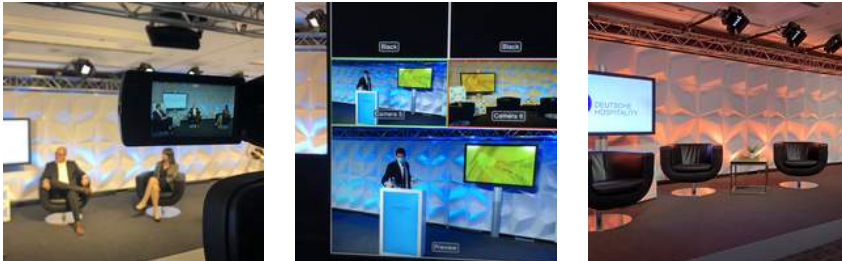 Black
Black
Camera 5
Camera 6
Preview
DEUTSCHE
HOSPITALITY